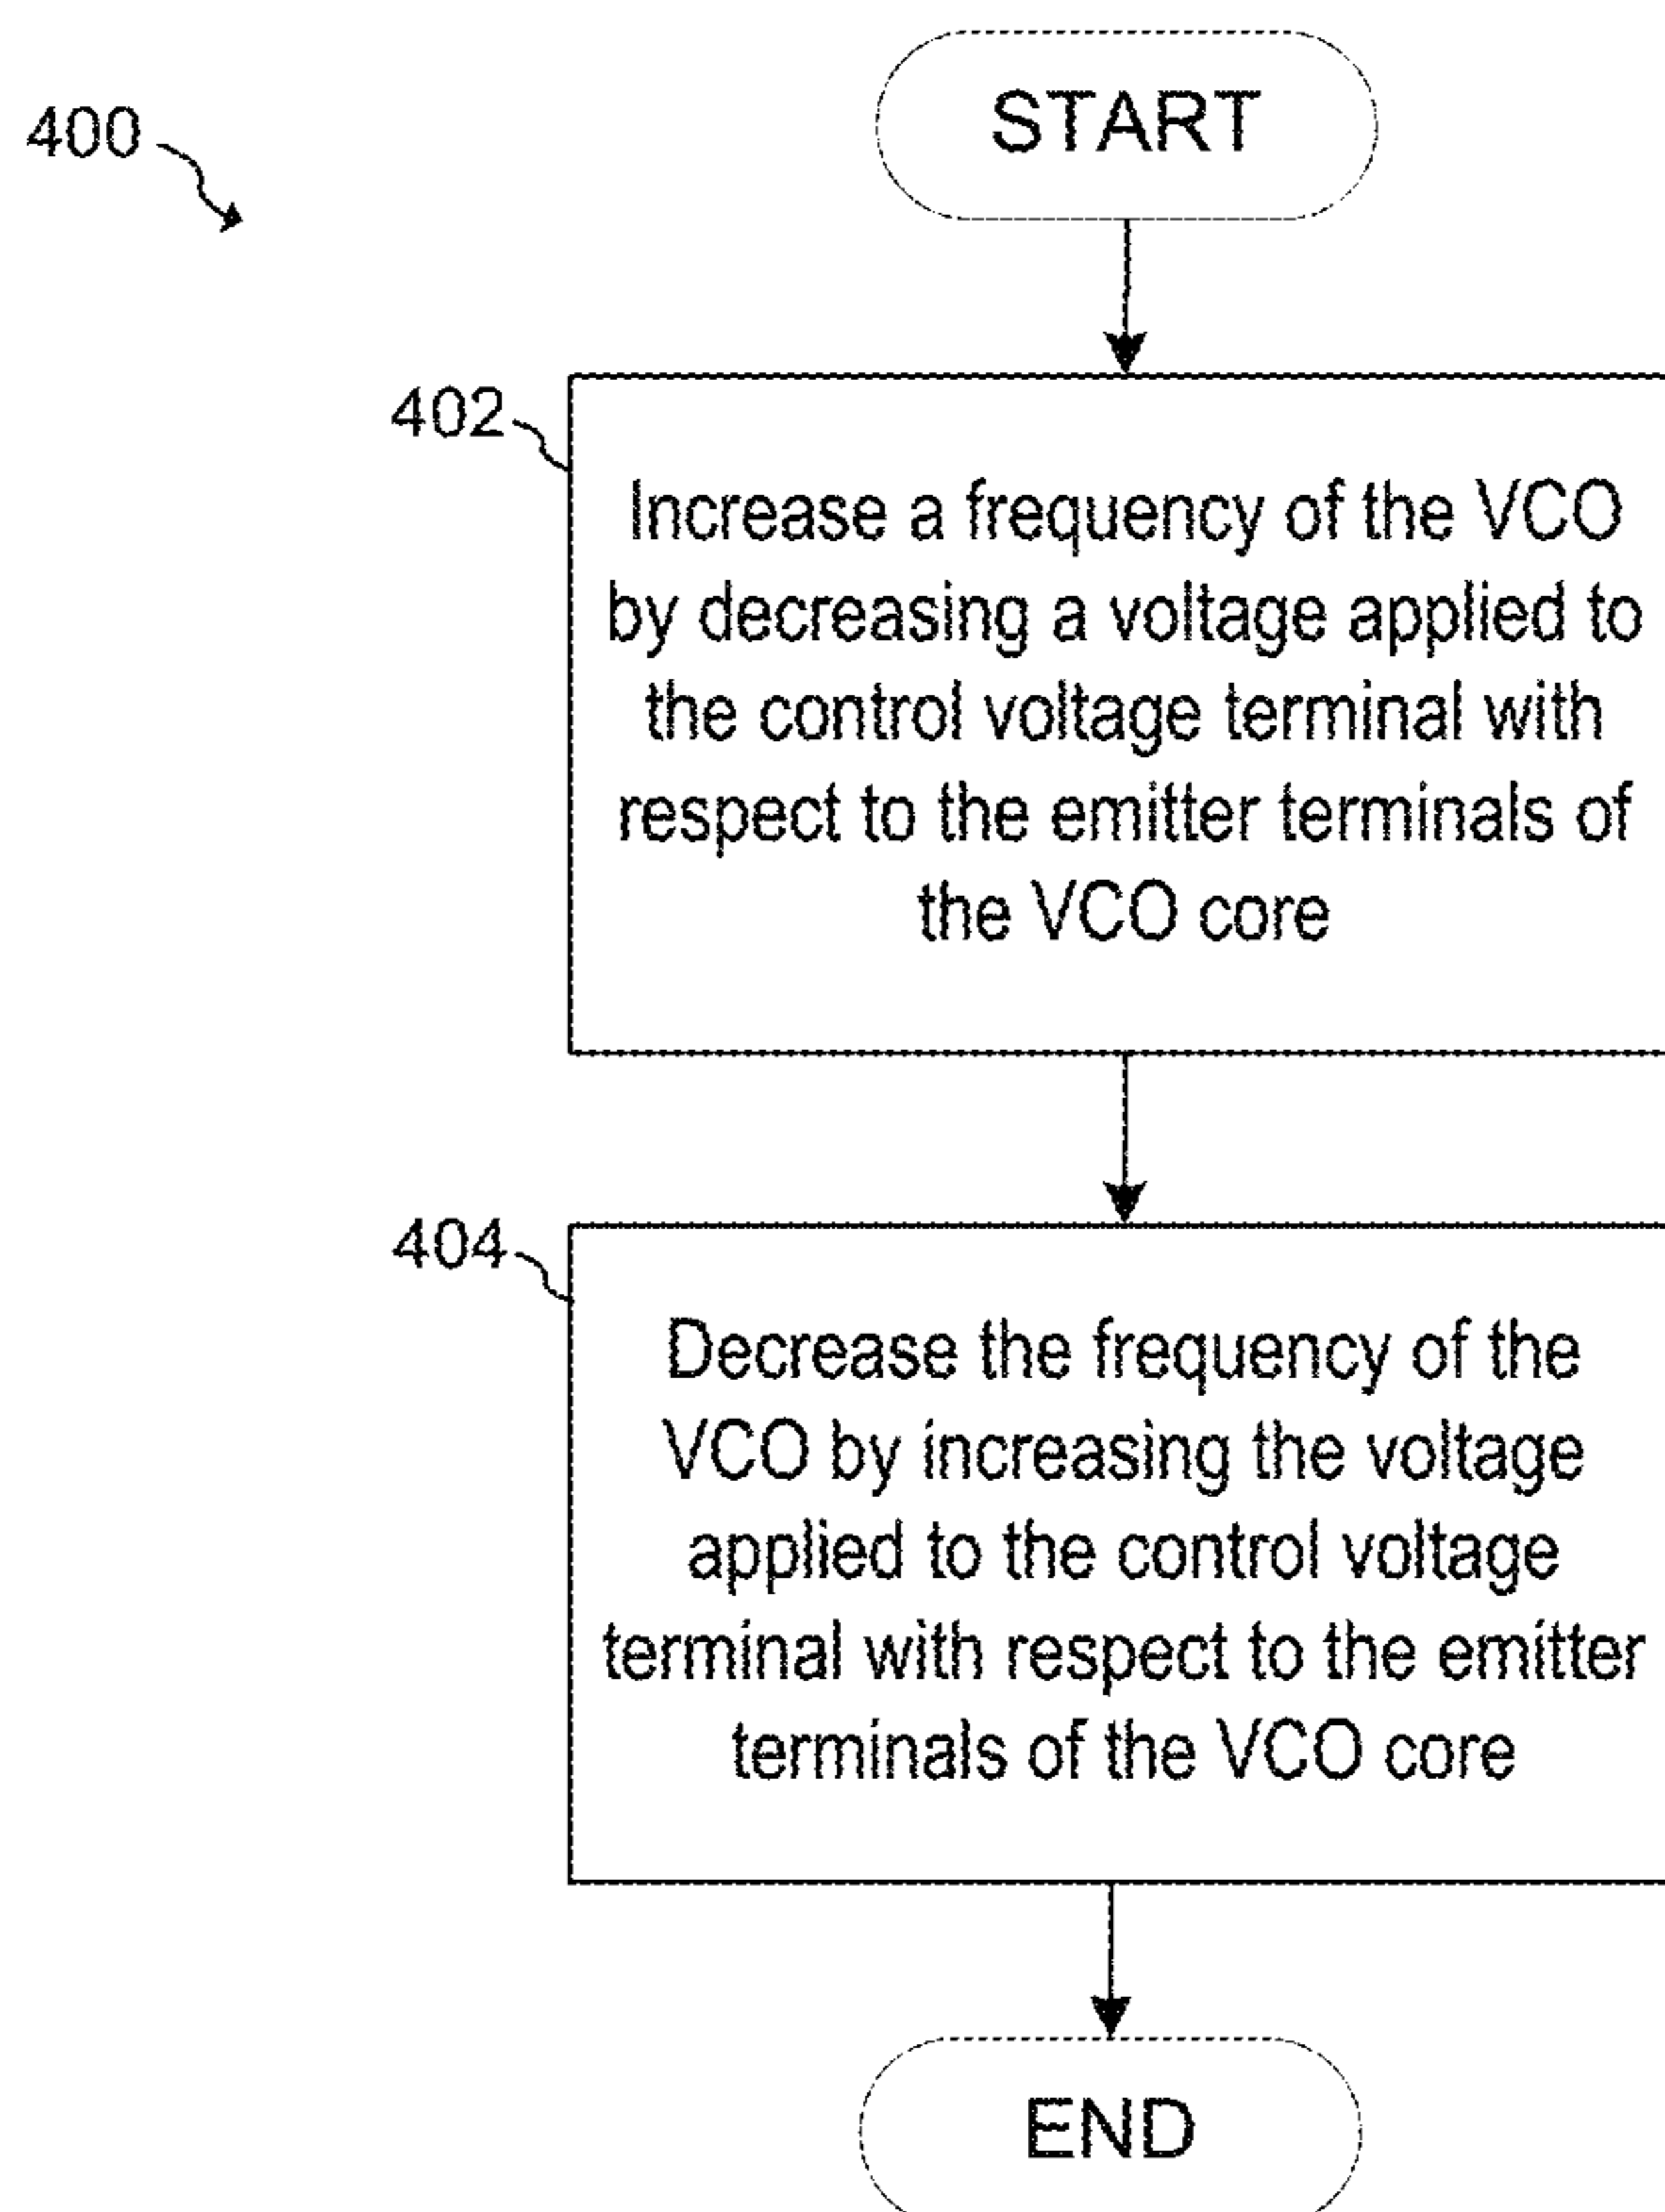 START
400
402
Increase a frequency of the VCO
by decreasing a voltage applied to
the control voltage terminal with
respect to the emitter terminals of
the VCO core
404
Decrease the frequency of the
VCO by increasing the voltage
applied to the control voltage
terminal with respect to the emitter
terminals of the VCO core
END